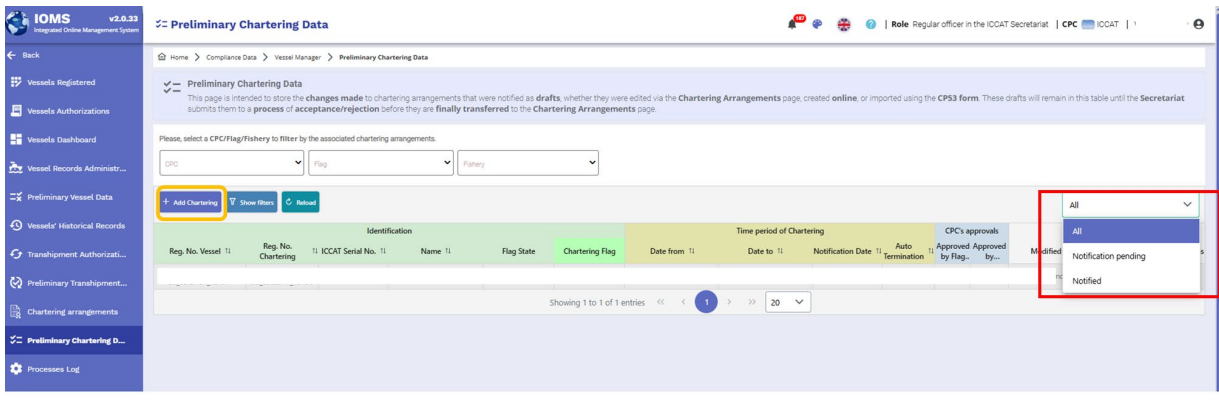 IOMS v2.0.33
Integrated Online Management System
Preliminary Chartering Data
187
Role Regular officer in the ICCAT Secretariat | CPC ICCAT |
Back
Vessels Registered
Vessels Authorizations
Vessels Dashboard
Vessel Records Administr...
Preliminary Vessel Data
Vessels' Historical Records
Transhipment Authorizati...
Preliminary Transhipment...
Chartering arrangements
Preliminary Chartering D...
Processes Log
Home > Compliance Data > Vessel Manager > Preliminary Chartering Data
Preliminary Chartering Data
This page is intended to store the changes made to chartering arrangements that were notified as drafts, whether they were edited via the Chartering Arrangements page, created online, or imported using the CP53 form. These drafts will remain in this table until the Secretariat
submits them to a process of acceptance/rejection before they are finally transferred to the Chartering Arrangements page.
Please, select a CPC/Flag/Fishery to filter by the associated chartering arrangements.
CPC Flag Fishery
+ Add Chartering Show filters Reload
All
All
Notification pending
Notified
Identification Time period of Chartering CPC's approvals
Reg. No. Vessel Reg. No. Chartering ICCAT Serial No. Name Flag State Chartering Flag Date from Date to Notification Date Auto Termination Approved by Flag.. Approved by... Modified
Showing 1 to 1 of 1 entries << < 1 > >> 20